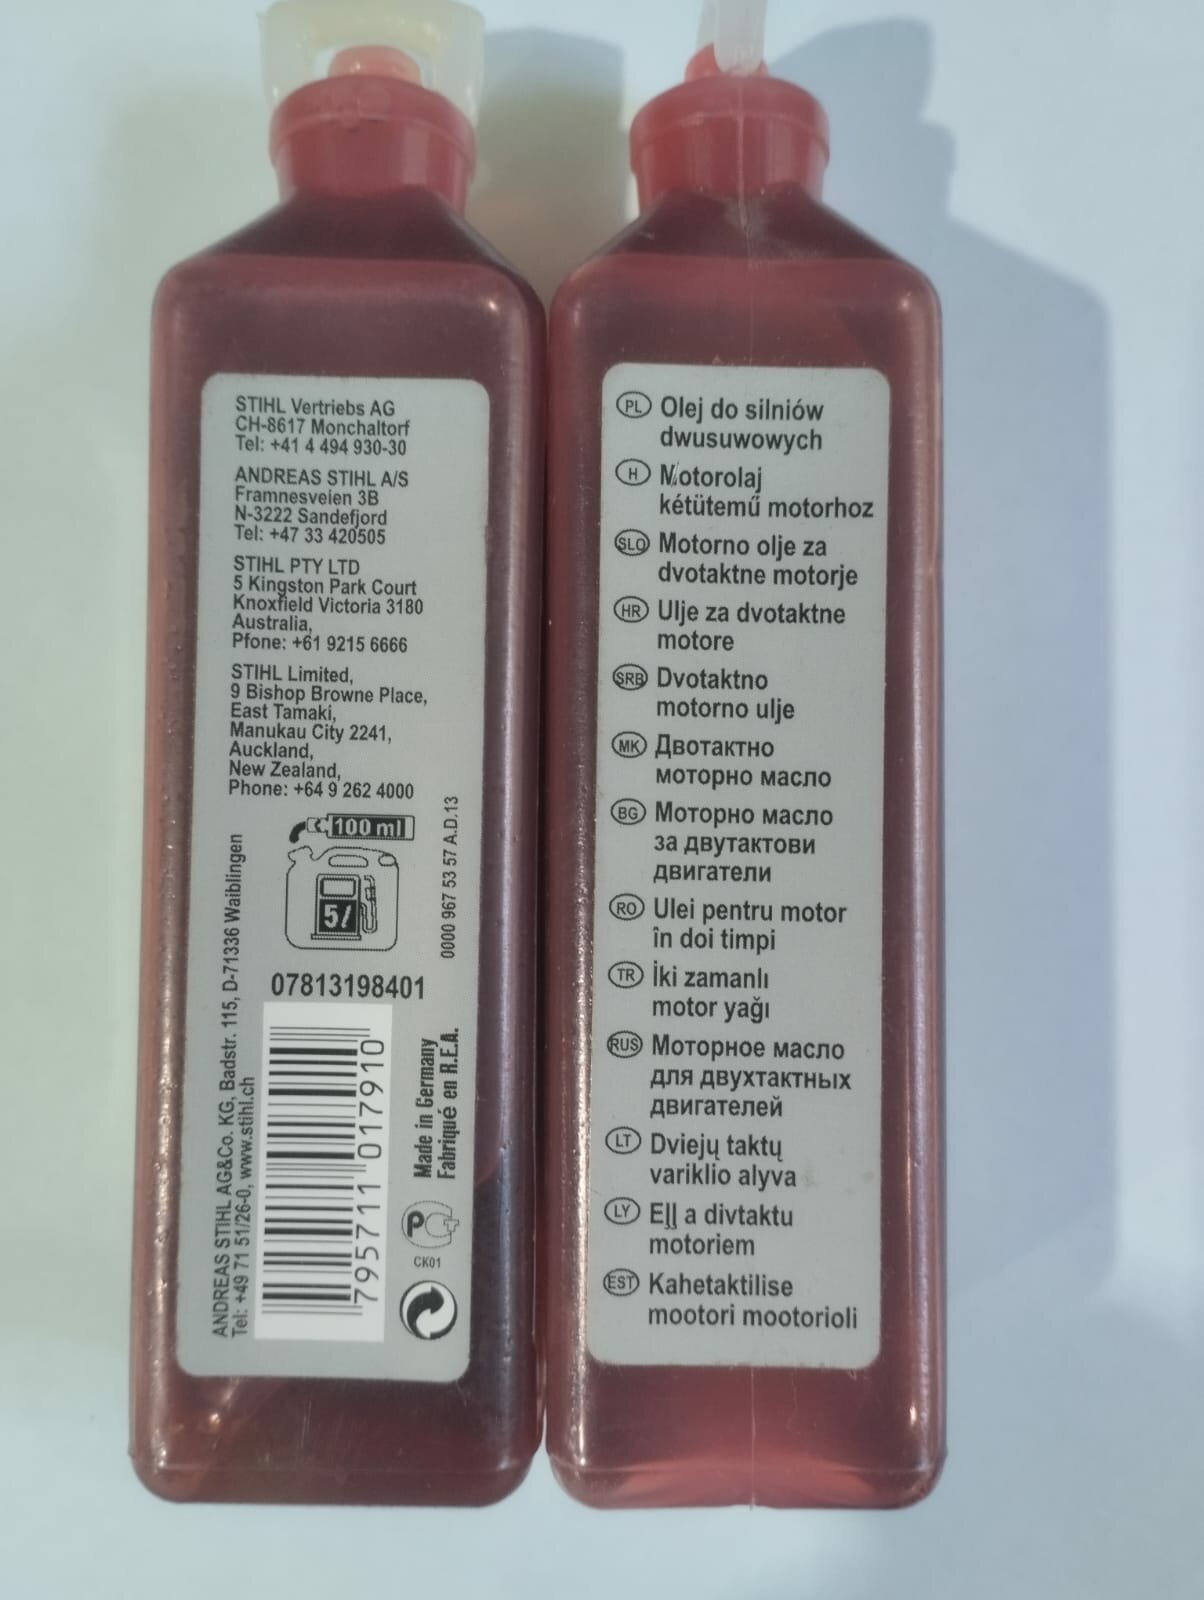 STIHL Vertriebs AG
CH-8617 Monchaltorf
Tel: +41 4 494 930-30
ANDREAS STIHL A/S
Framnesveien 3B
N-3222 Sandefjord
Tel: +47 33 420505
STIHL PTY LTD
5 Kingston Park Court
Knoxfield Victoria 3180
Australia,
Pfone: +61 9215 6666
STIHL Limited,
9 Bishop Browne Place,
East Tamaki,
Manukau City 2241,
Auckland,
New Zealand,
Phone: +64 9 262 4000
100 ml
5l
0000 967 53 57 A.D.13
07813198401
ANDREAS STIHL AG&Co. KG, Badstr. 115, D-71336 Waiblingen
Tel: +49 71 51/26-0, www.stihl.ch
795711 017910
Made in Germany
Fabriqué en R.E.A.
P
CK01
PL Olej do silniów
dwusuwowych
H Motorolaj
kétütemű motorhoz
SLO Motorno olje za
dvotaktne motorje
HR Ulje za dvotaktne
motore
SRB Dvotaktno
motorno ulje
MK Двотактно
моторно масло
BG Моторно масло
за двутактови
двигатели
RO Ulei pentru motor
în doi timpi
TR İki zamanlı
motor yağı
RUS Моторное масло
для двухтактных
двигателей
LT Dviejų taktų
variklio alyva
LY Eļļ a divtaktu
motoriem
EST Kahetaktilise
mootori mootorioli